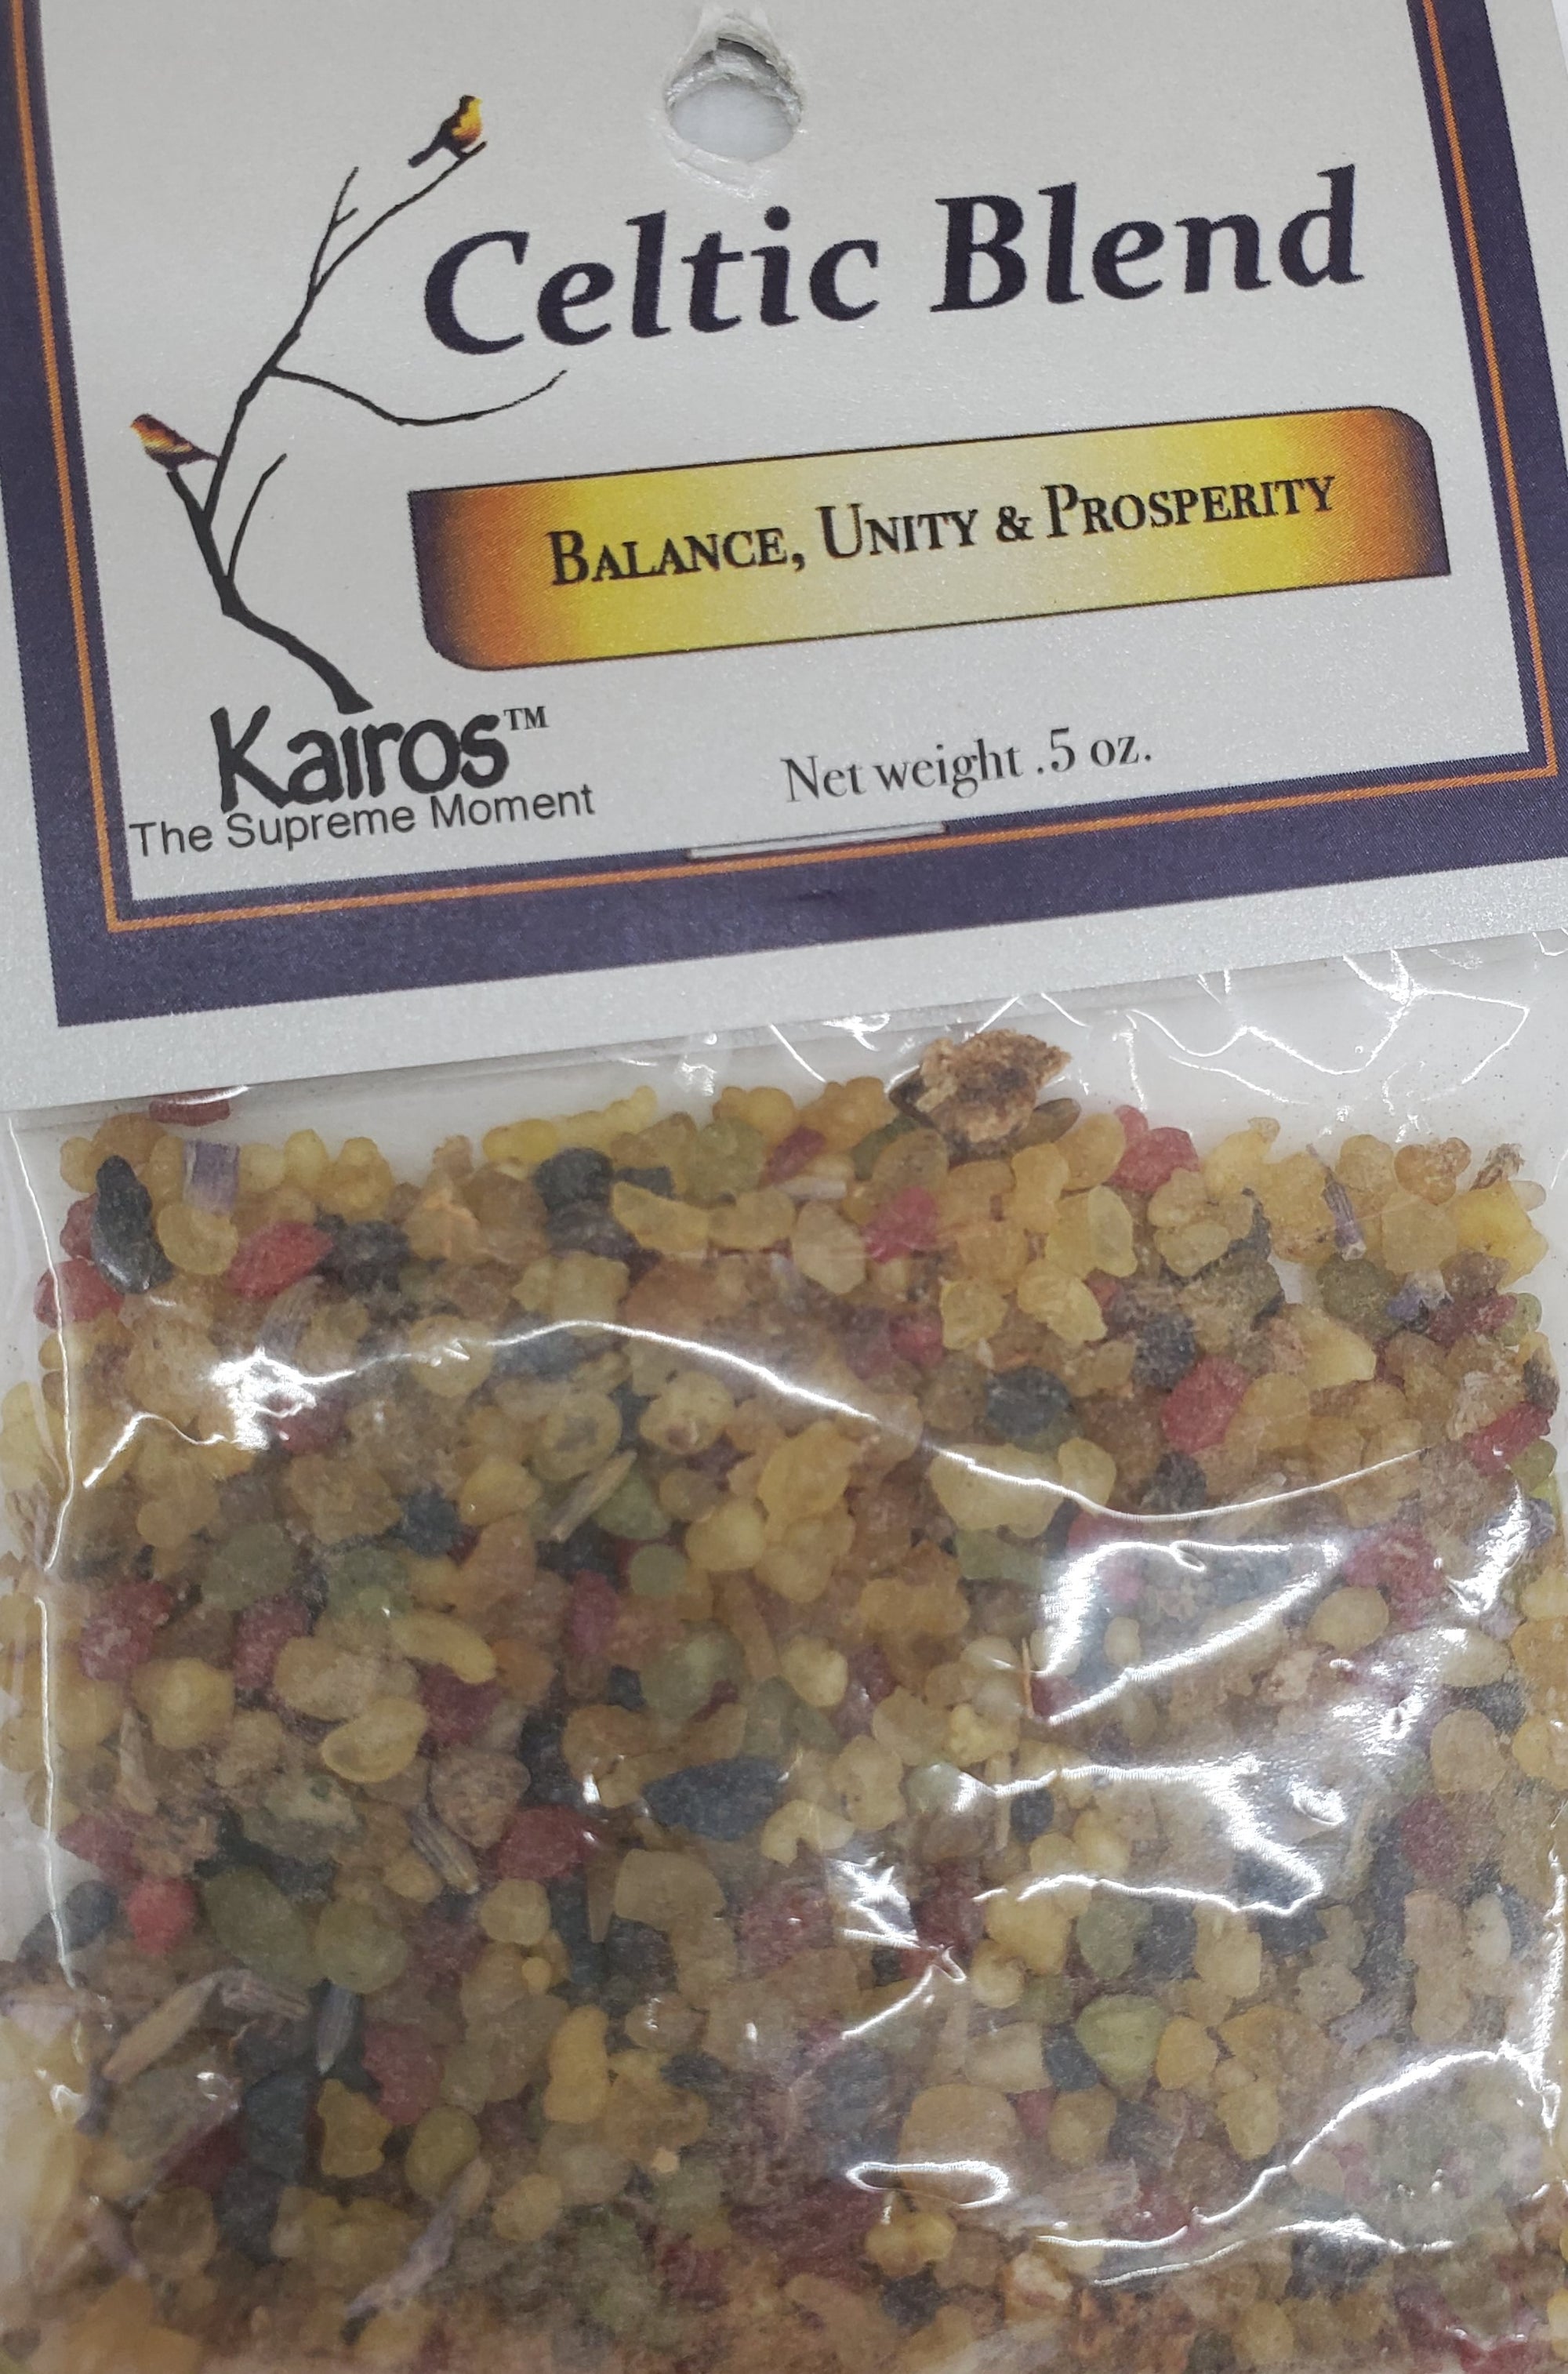 Celtic Blend
BALANCE, UNITY & PROSPERITY
Kairos™
The Supreme Moment
Net weight .5 oz.